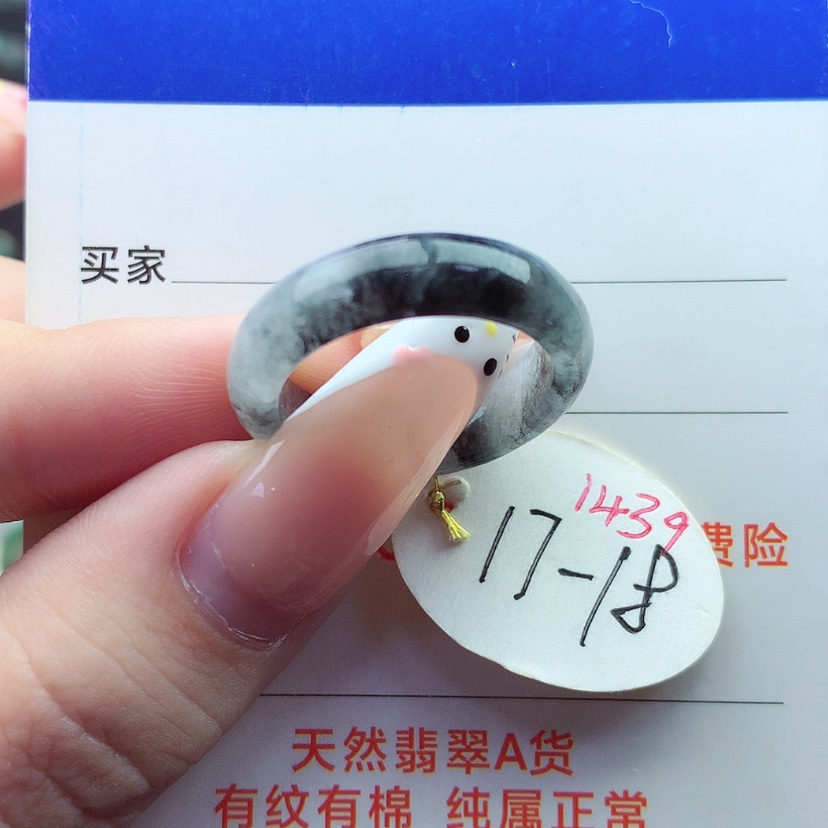 买家
1439
17-18
费险
天然翡翠A货
有纹有棉 纯属正常